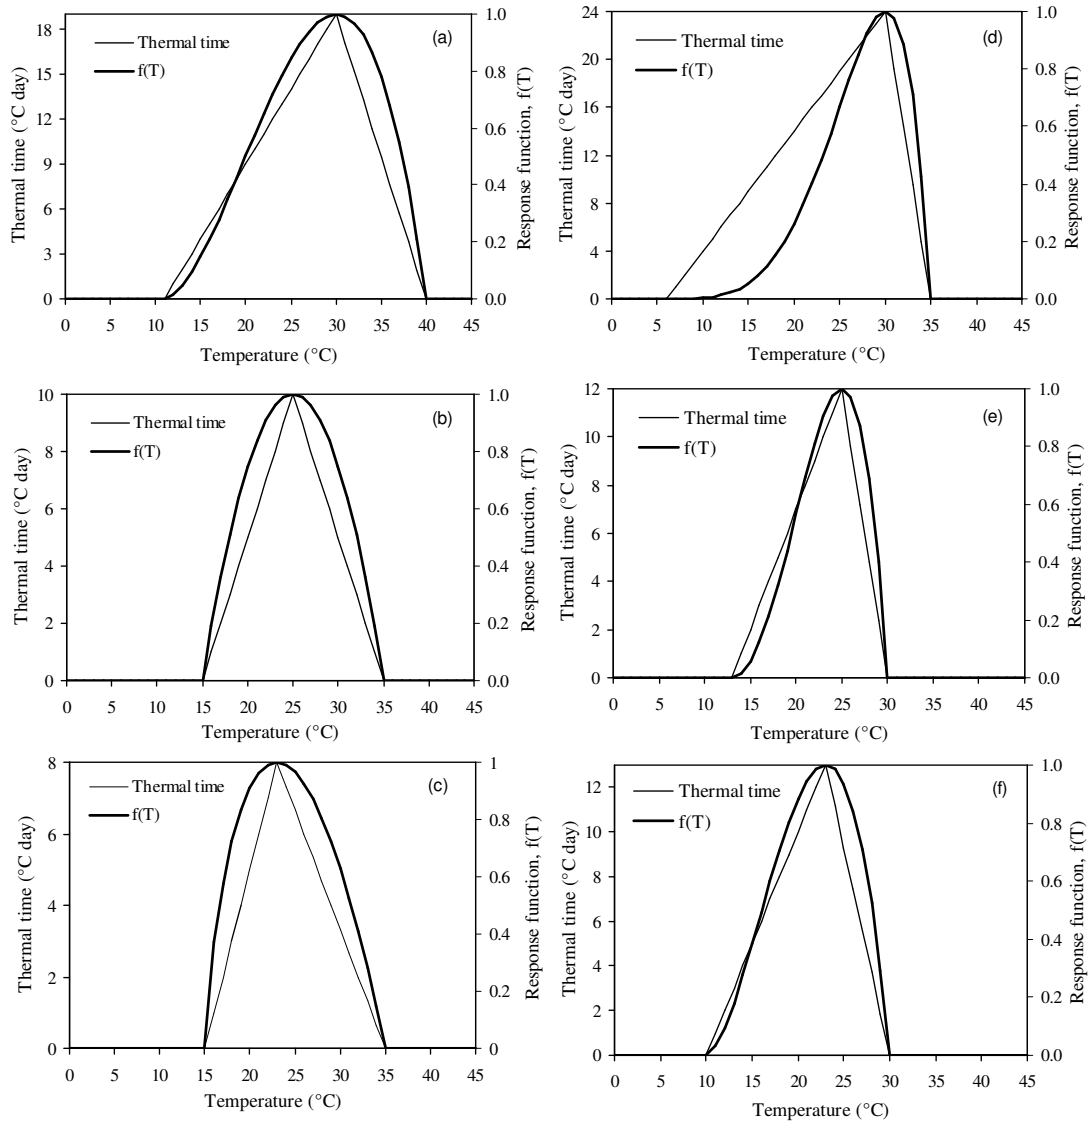 (a)
Thermal time
f(T)
Thermal time (°C day)
18
15
12
9
6
3
0
1.0
0.8
0.6
0.4
0.2
0.0
Response function, f(T)
0 5 10 15 20 25 30 35 40 45
Temperature (°C)
(d)
Thermal time
f(T)
Thermal time (°C day)
24
20
16
12
8
4
0
1.0
0.8
0.6
0.4
0.2
0.0
Response function, f(T)
0 5 10 15 20 25 30 35 40 45
Temperature (°C)
(b)
Thermal time
f(T)
Thermal time (°C day)
10
8
6
4
2
0
1.0
0.8
0.6
0.4
0.2
0.0
Response function, f(T)
0 5 10 15 20 25 30 35 40 45
Temperature (°C)
(e)
Thermal time
f(T)
Thermal time (°C day)
12
10
8
6
4
2
0
1.0
0.8
0.6
0.4
0.2
0.0
Response function, f(T)
0 5 10 15 20 25 30 35 40 45
Temperature (°C)
(c)
Thermal time
f(T)
Thermal time (°C day)
8
6
4
2
0
1
0.8
0.6
0.4
0.2
0
Response function, f(T)
0 5 10 15 20 25 30 35 40 45
Temperature (°C)
(f)
Thermal time
f(T)
Thermal time (°C day)
12
10
8
6
4
2
0
1.0
0.8
0.6
0.4
0.2
0.0
Response function, f(T)
0 5 10 15 20 25 30 35 40 45
Temperature (°C)